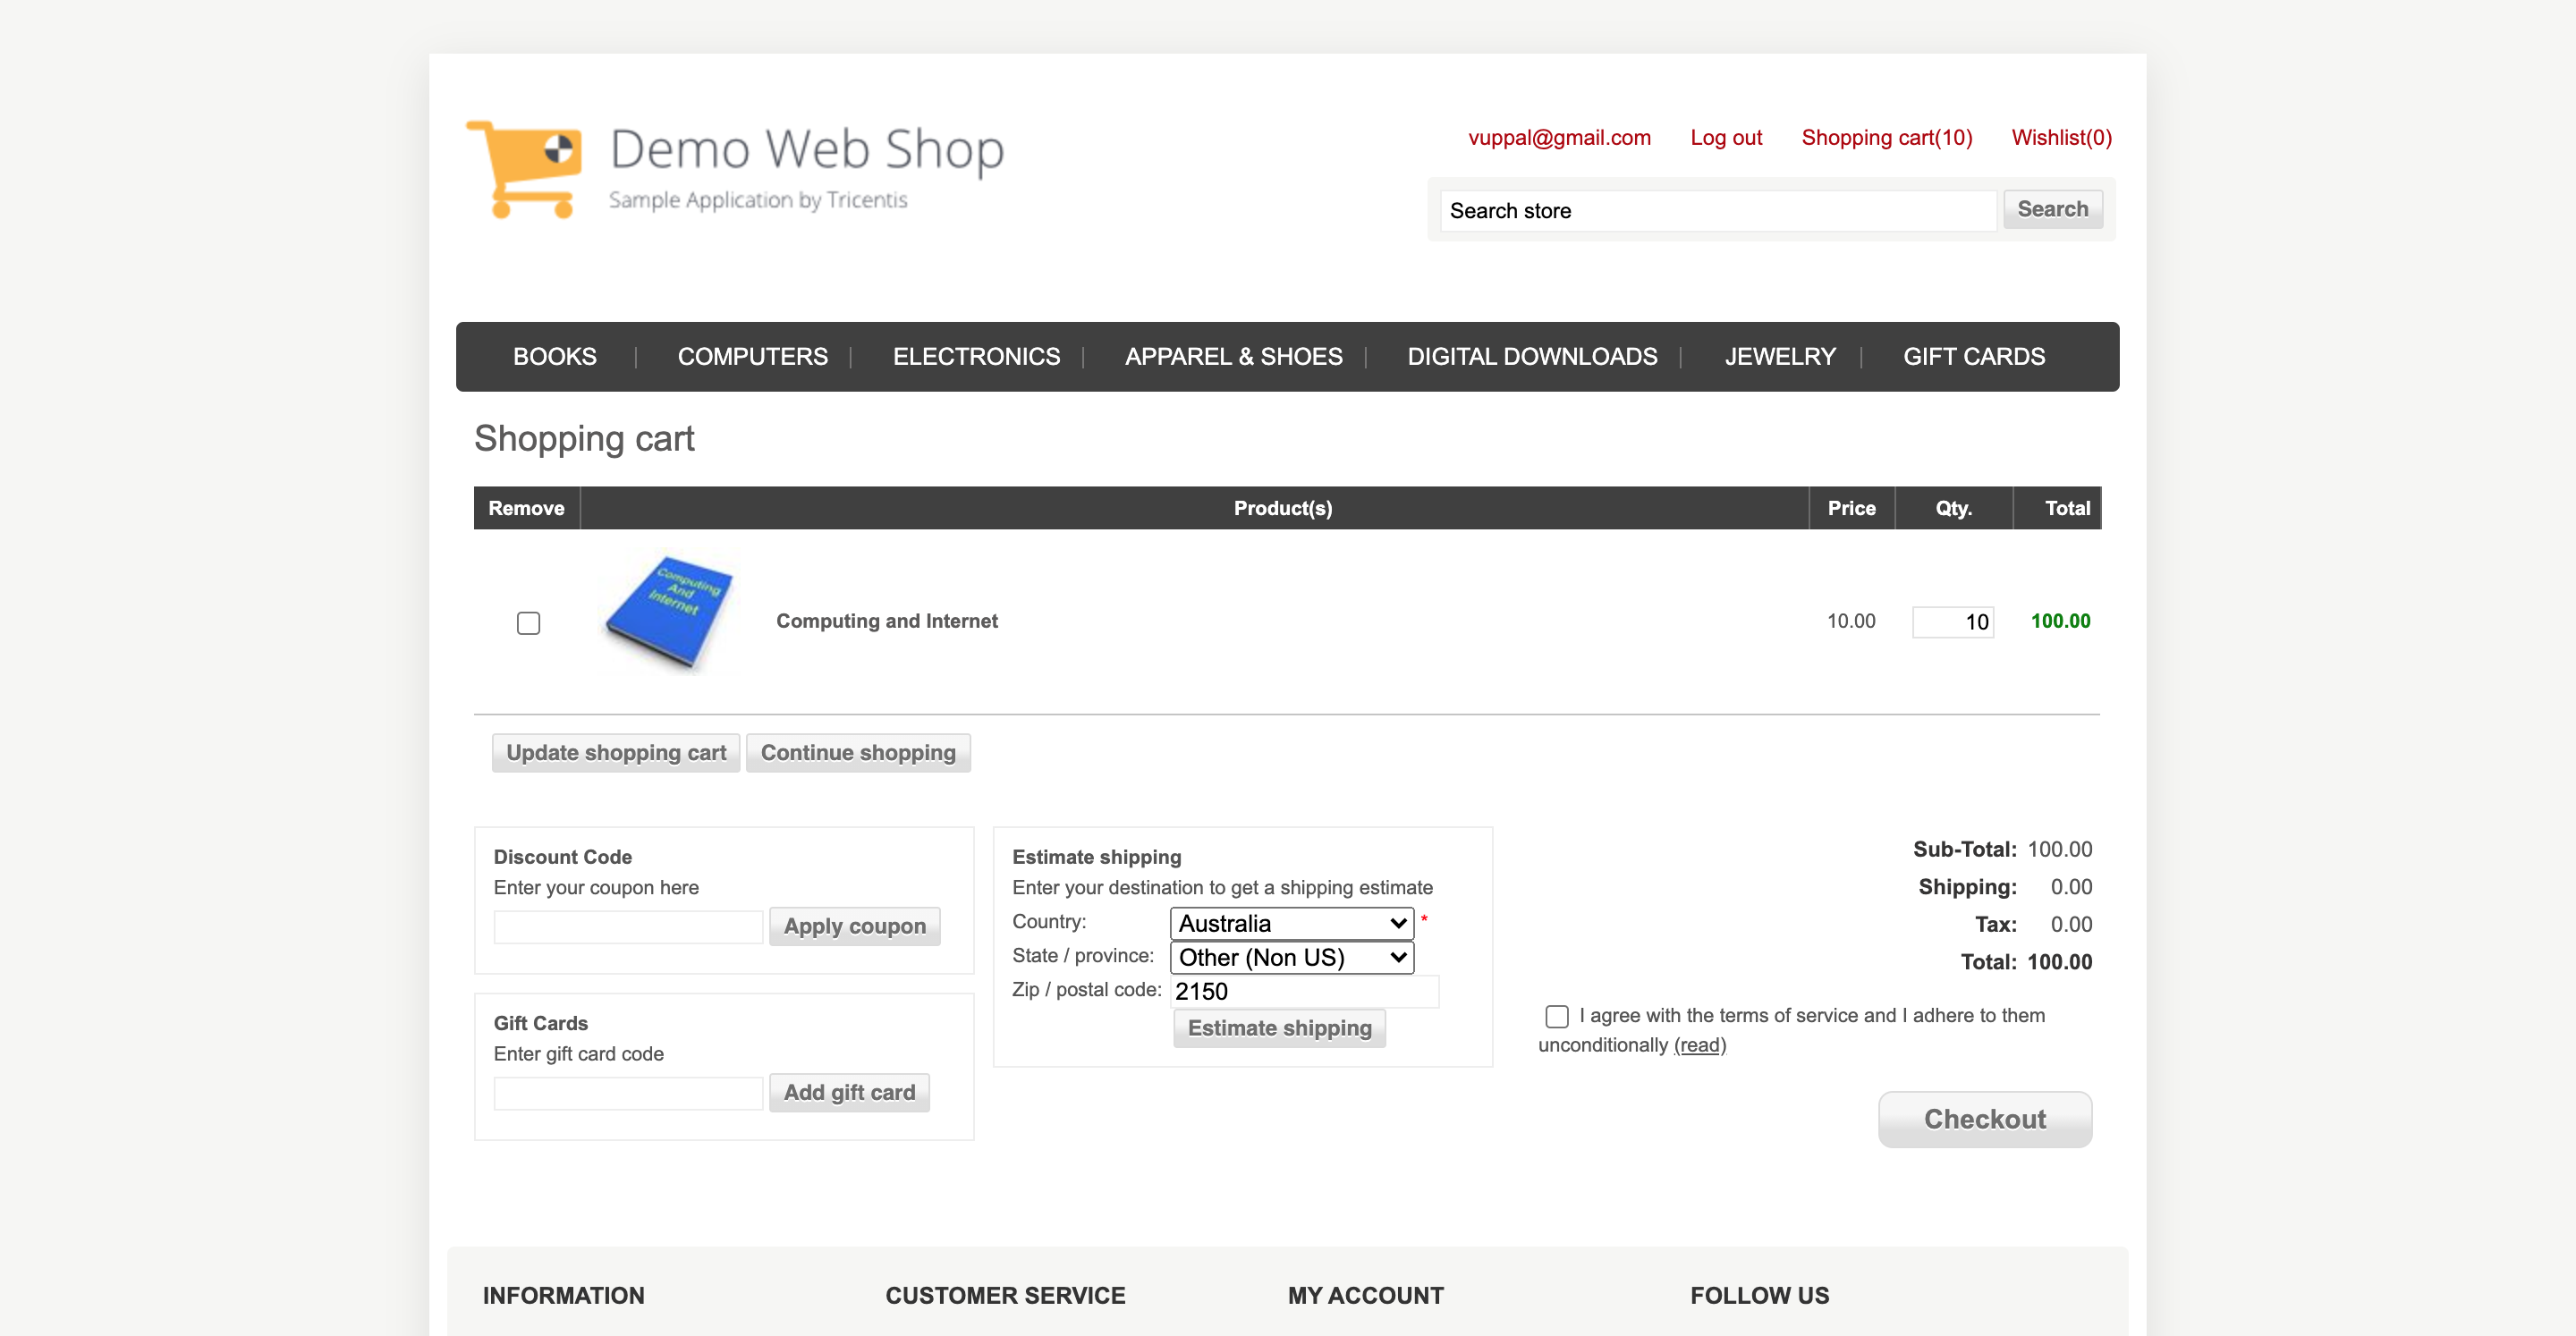 Demo Web Shop
Sample Application by Tricentis
vuppal@gmail.com Log out Shopping cart(10) Wishlist(0)
Search store Search
BOOKS COMPUTERS ELECTRONICS APPAREL & SHOES DIGITAL DOWNLOADS JEWELRY GIFT CARDS
Shopping cart
Remove Product(s) Price Qty. Total
Computing
And
Internet
Computing and Internet 10.00 10 100.00
Update shopping cart Continue shopping
Discount Code
Enter your coupon here
Apply coupon
Gift Cards
Enter gift card code
Add gift card
Estimate shipping
Enter your destination to get a shipping estimate
Country: Australia *
State / province: Other (Non US)
Zip / postal code: 2150
Estimate shipping
Sub-Total: 100.00
Shipping: 0.00
Tax: 0.00
Total: 100.00
I agree with the terms of service and I adhere to them
unconditionally (read)
Checkout
INFORMATION CUSTOMER SERVICE MY ACCOUNT FOLLOW US